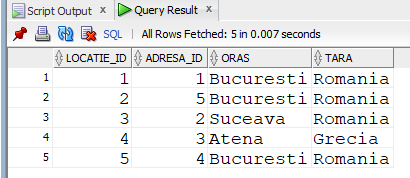 Script Output × Query Result ×
SQL | All Rows Fetched: 5 in 0.007 seconds
LOCATIE_ID ADRESA_ID ORAS TARA
1 1 1 Bucuresti Romania
2 2 5 Bucuresti Romania
3 3 2 Suceava Romania
4 4 3 Atena Grecia
5 5 4 Bucuresti Romania